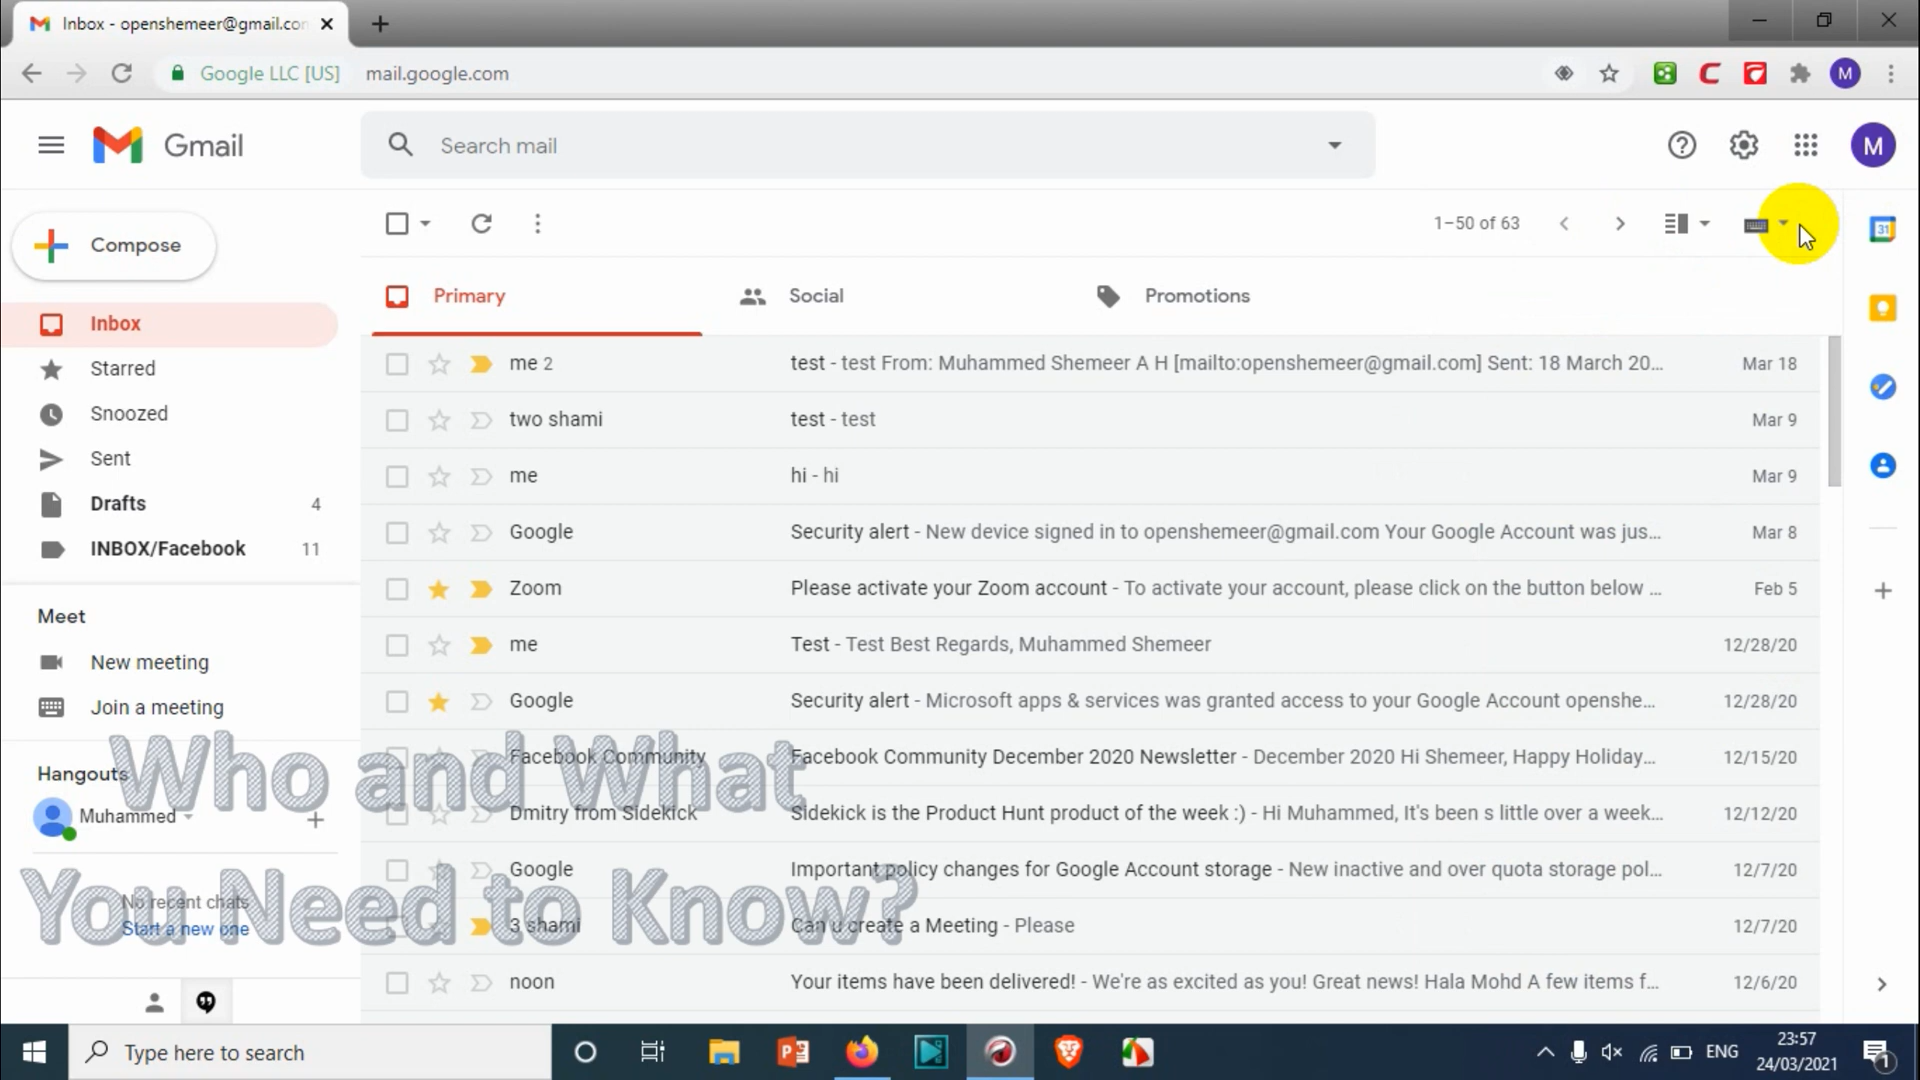 Inbox - openshemeer@gmail.con
Google LLC [US] mail.google.com
M
Gmail
Search mail
M
Compose
1–50 of 63
31
Primary
Social
Promotions
Inbox
Starred
Snoozed
Sent
Drafts 4
INBOX/Facebook 11
Meet
New meeting
Join a meeting
Hangouts
Muhammed
No recent chats
Start a new one
me 2 test - test From: Muhammed Shemeer A H [mailto:openshemeer@gmail.com] Sent: 18 March 20... Mar 18
two shami test - test Mar 9
me hi - hi Mar 9
Google Security alert - New device signed in to openshemeer@gmail.com Your Google Account was jus... Mar 8
Zoom Please activate your Zoom account - To activate your account, please click on the button below ... Feb 5
me Test - Test Best Regards, Muhammed Shemeer 12/28/20
Google Security alert - Microsoft apps & services was granted access to your Google Account openshe... 12/28/20
Facebook Community Facebook Community December 2020 Newsletter - December 2020 Hi Shemeer, Happy Holiday... 12/15/20
Dmitry from Sidekick Sidekick is the Product Hunt product of the week :) - Hi Muhammed, It's been s little over a week... 12/12/20
Google Important policy changes for Google Account storage - New inactive and over quota storage pol... 12/7/20
3 shami Can u create a Meeting - Please 12/7/20
noon Your items have been delivered! - We're as excited as you! Great news! Hala Mohd A few items f... 12/6/20
Who and What
You Need to Know?
Type here to search
ENG
23:57
24/03/2021
1